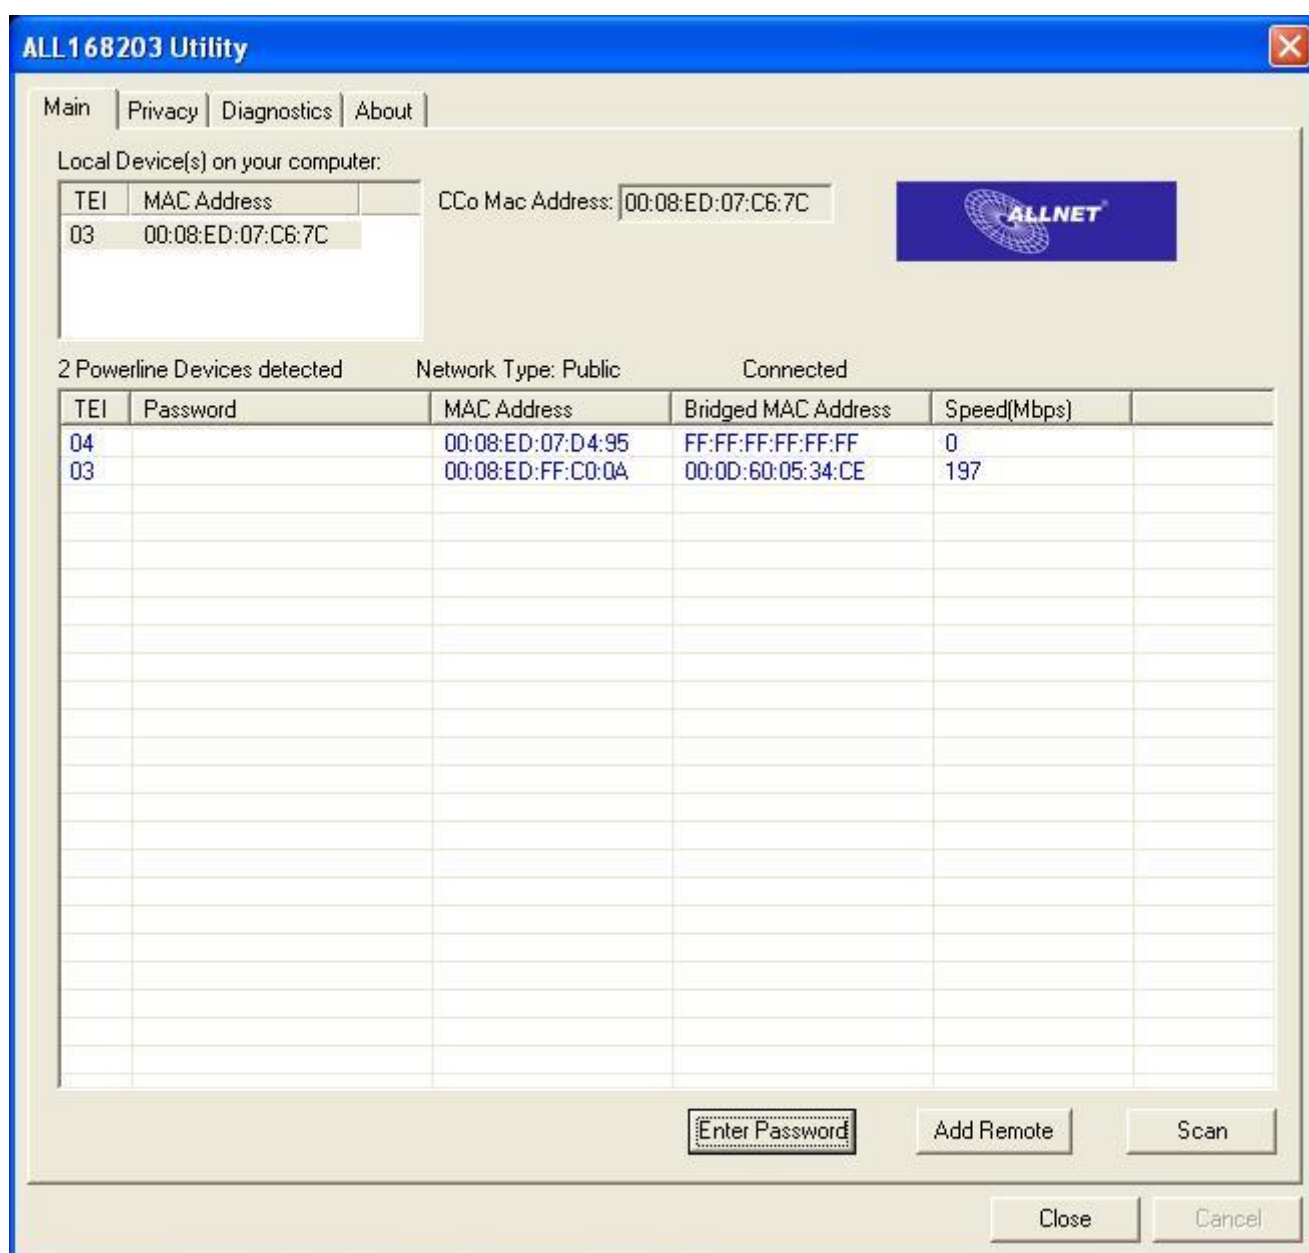 ALL168203 Utility
Main Privacy Diagnostics About
Local Device(s) on your computer:
TEI MAC Address
03 00:08:ED:07:C6:7C
CCo Mac Address: 00:08:ED:07:C6:7C
ALLNET
2 Powerline Devices detected Network Type: Public Connected
TEI Password MAC Address Bridged MAC Address Speed(Mbps)
04 00:08:ED:07:D4:95 FF:FF:FF:FF:FF:FF 0
03 00:08:ED:FF:C0:0A 00:0D:60:05:34:CE 197
Enter Password Add Remote Scan
Close Cancel